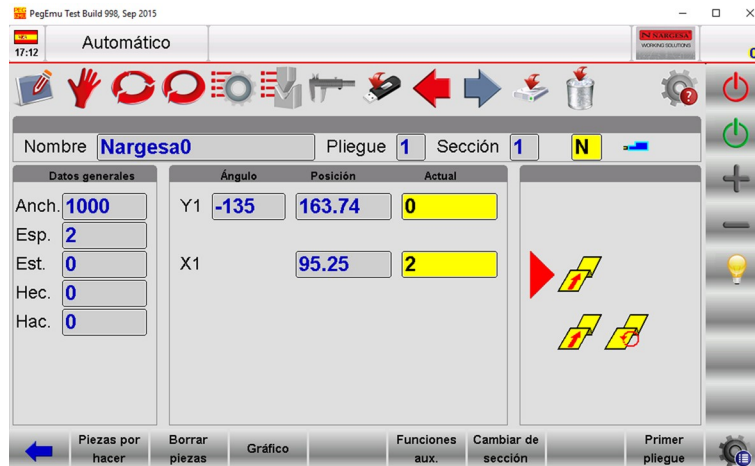 PegEmu Test Build 998, Sep 2015
17:12
Automático
N NARGESA
WORKING SOLUTIONS
Nombre Nargesa0 Pliegue 1 Sección 1 N
Datos generales
Ángulo Posición Actual
Anch. 1000
Y1 -135 163.74 0
Esp. 2
Est. 0
X1 95.25 2
Hec. 0
Hac. 0
Piezas por
hacer
Borrar
piezas
Gráfico
Funciones
aux.
Cambiar de
sección
Primer
pliegue